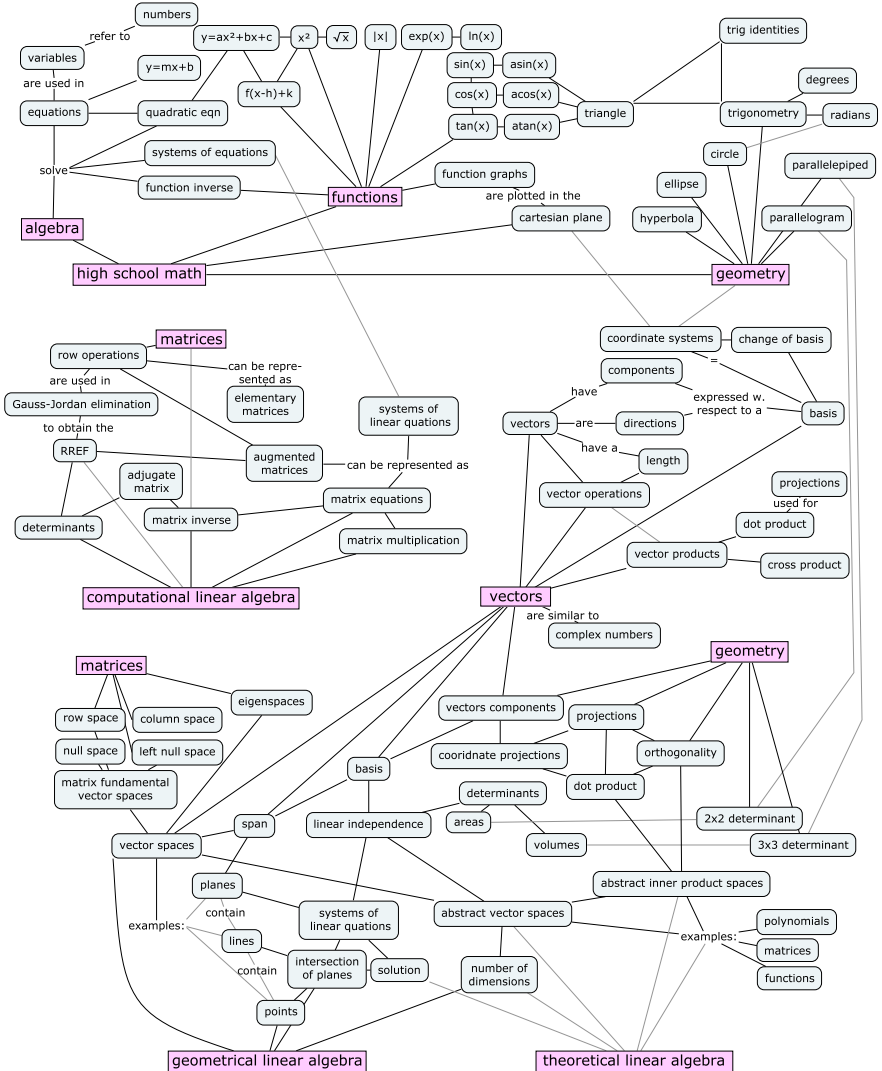 numbers
refer to
variables
are used in
y=mx+b
equations
quadratic eqn
y=ax²+bx+c
x²
√x
|x|
exp(x)
ln(x)
f(x-h)+k
sin(x)
asin(x)
cos(x)
acos(x)
tan(x)
atan(x)
triangle
trig identities
degrees
trigonometry
radians
circle
parallelepiped
ellipse
hyperbola
parallelogram
solve
systems of equations
function inverse
functions
function graphs
are plotted in the
cartesian plane
algebra
high school math
geometry
matrices
row operations
can be repre-
sented as
are used in
elementary
matrices
Gauss-Jordan elimination
to obtain the
RREF
augmented
matrices
systems of
linear quations
can be represented as
adjugate
matrix
matrix equations
determinants
matrix inverse
matrix multiplication
computational linear algebra
coordinate systems
change of basis
=
components
have
expressed w.
respect to a
basis
vectors
are
directions
have a
length
vector operations
projections
used for
dot product
vector products
cross product
vectors
are similar to
complex numbers
geometry
matrices
eigenspaces
row space
column space
null space
left null space
matrix fundamental
vector spaces
vectors components
projections
cooridnate projections
orthogonality
basis
dot product
determinants
areas
2x2 determinant
span
linear independence
volumes
3x3 determinant
vector spaces
planes
abstract inner product spaces
contain
examples:
systems of
linear quations
abstract vector spaces
examples:
polynomials
matrices
functions
lines
contain
intersection
of planes
solution
number of
dimensions
points
geometrical linear algebra
theoretical linear algebra